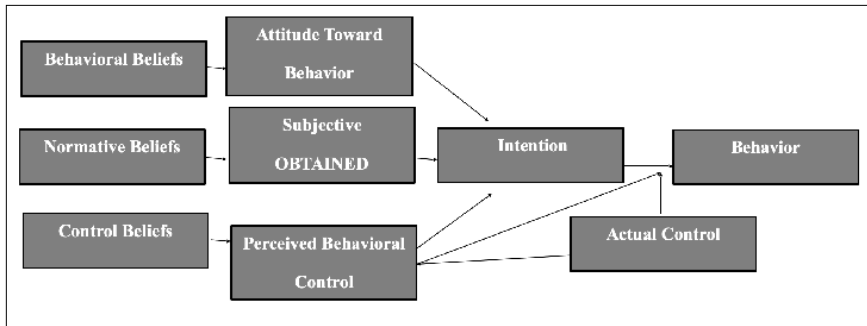 Behavioral Beliefs
Attitude Toward
Behavior
Normative Beliefs
Subjective
OBTAINED
Intention
Behavior
Control Beliefs
Perceived Behavioral
Control
Actual Control